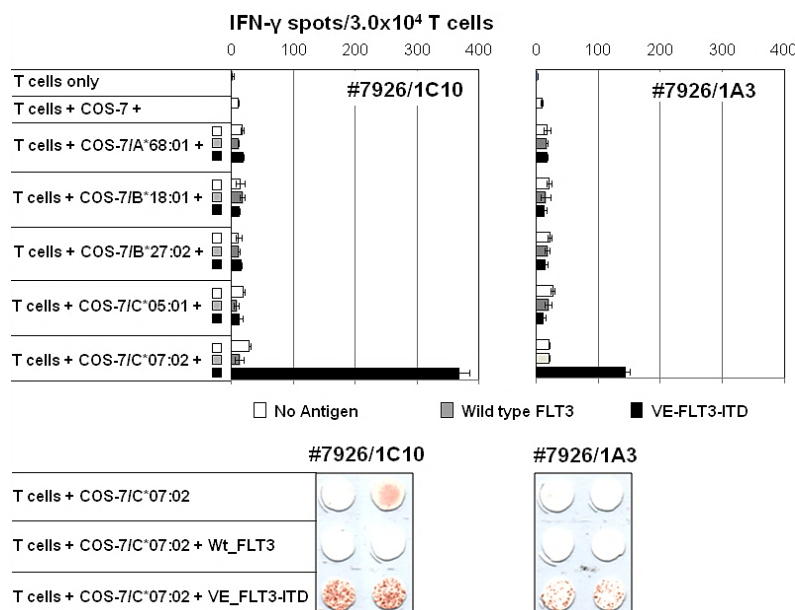 IFN-γ spots/3.0x10⁴ T cells
0 100 200 300 400 0 100 200 300 400
T cells only
#7926/1C10 #7926/1A3
T cells + COS-7 +
T cells + COS-7/A*68:01 +
T cells + COS-7/B*18:01 +
T cells + COS-7/B*27:02 +
T cells + COS-7/C*05:01 +
T cells + COS-7/C*07:02 +
No Antigen Wild type FLT3 VE-FLT3-ITD
#7926/1C10 #7926/1A3
T cells + COS-7/C*07:02
T cells + COS-7/C*07:02 + Wt_FLT3
T cells + COS-7/C*07:02 + VE_FLT3-ITD